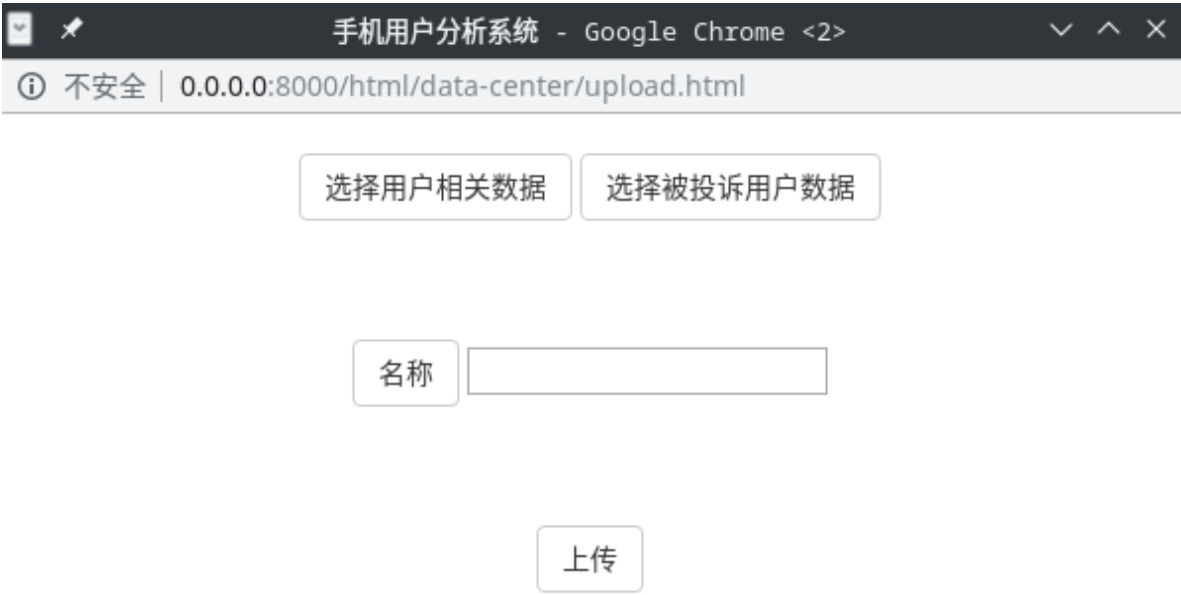 手机用户分析系统 - Google Chrome <2>
不安全 | 0.0.0.0:8000/html/data-center/upload.html
选择用户相关数据 选择被投诉用户数据
名称
上传